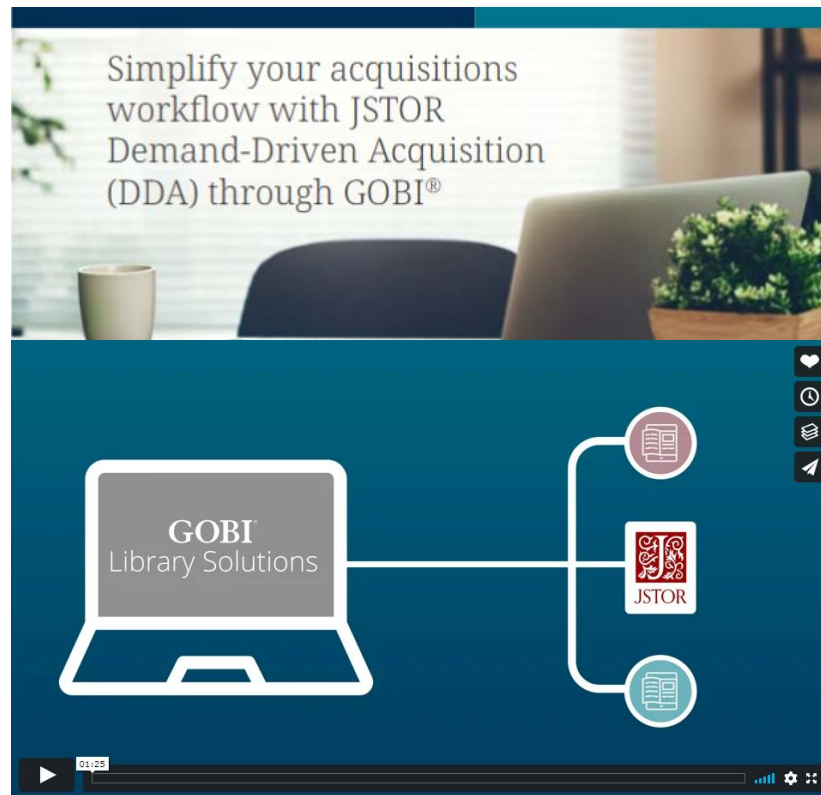 Simplify your acquisitions
workflow with JSTOR
Demand-Driven Acquisition
(DDA) through GOBI®
GOBI
Library Solutions
JSTOR
01:25